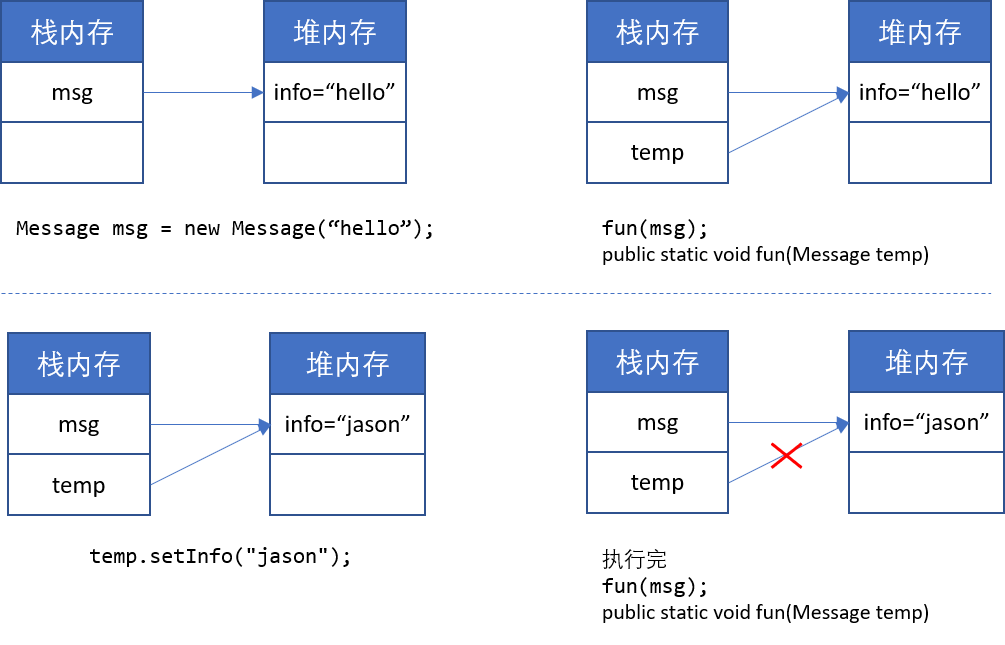 栈内存
堆内存
msg
info=“hello”
Message msg = new Message(“hello”);
栈内存
堆内存
msg
info=“hello”
temp
fun(msg);
public static void fun(Message temp)
栈内存
堆内存
msg
info=“jason”
temp
temp.setInfo("jason");
栈内存
堆内存
msg
info=“jason”
temp
执行完
fun(msg);
public static void fun(Message temp)